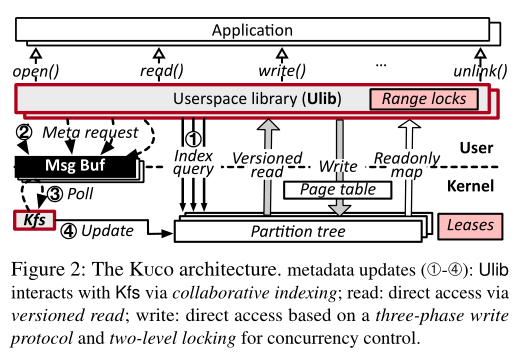 Application
open() read() write() ... unlink()
Userspace library (Ulib) Range locks
② Meta request
①
Index
query
Versioned
read
Write
Readonly
map
User
Kernel
Msg Buf
Page table
③ Poll
Kfs
④ Update
Partition tree
Leases
Figure 2: The KUCO architecture. metadata updates (①-④): Ulib
interacts with Kfs via collaborative indexing; read: direct access via
versioned read; write: direct access based on a three-phase write
protocol and two-level locking for concurrency control.